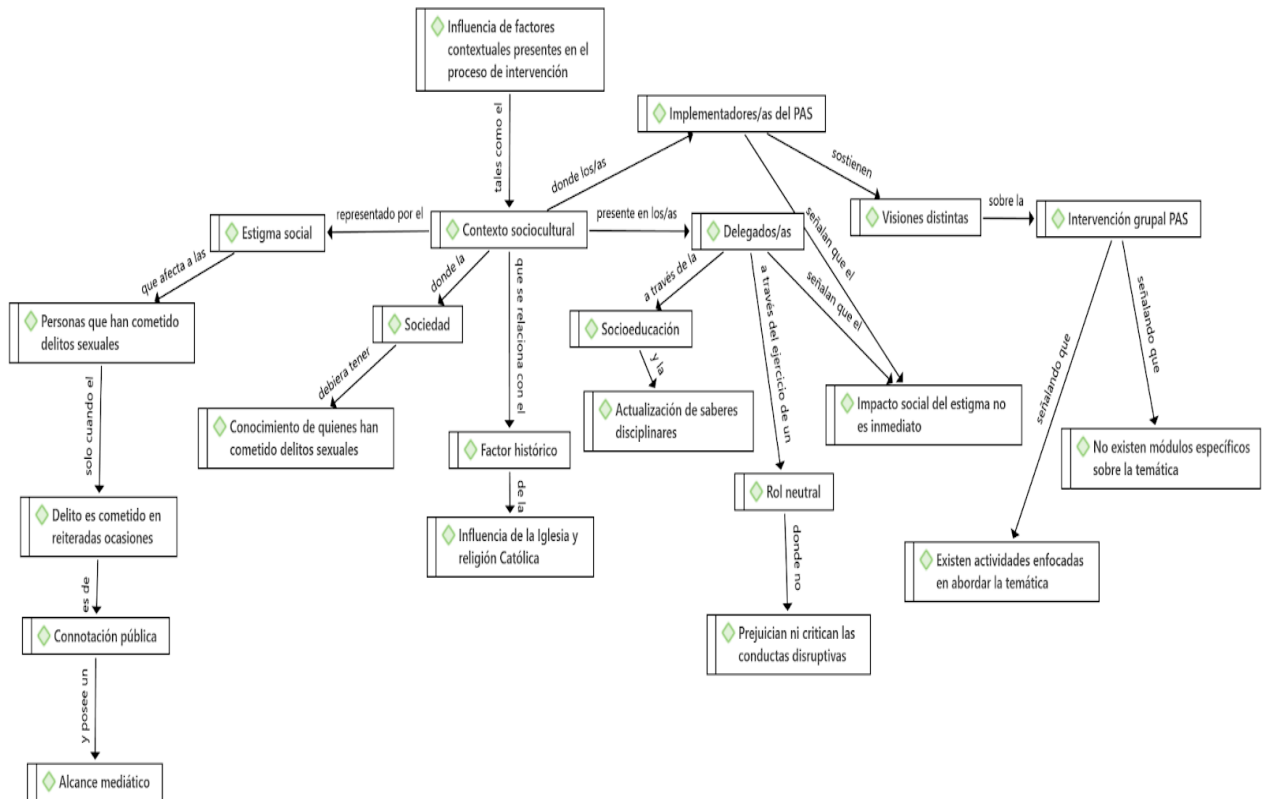 Influencia de factores
contextuales presentes en el
proceso de intervención
tales como el
Implementadores/as del PAS
donde los/as
sostienen
Estigma social
representado por el
Contexto sociocultural
presente en los/as
Delegados/as
señalan que el
Visiones distintas
sobre la
Intervención grupal PAS
que afecta a las
donde la
que se relaciona con el
a través de la
a través del ejercicio de un
señalan que el
señalando que
señalando que
Personas que han cometido
delitos sexuales
Sociedad
Socioeducación
debiera tener
y la
solo cuando el
Conocimiento de quienes han
cometido delitos sexuales
Actualización de saberes
disciplinares
Impacto social del estigma no
es inmediato
Factor histórico
No existen módulos específicos
sobre la temática
de la
Rol neutral
Delito es cometido en
reiteradas ocasiones
Influencia de la Iglesia y
religión Católica
donde no
Existen actividades enfocadas
en abordar la temática
es de
Connotación pública
Prejuician ni critican las
conductas disruptivas
y posee un
Alcance mediático